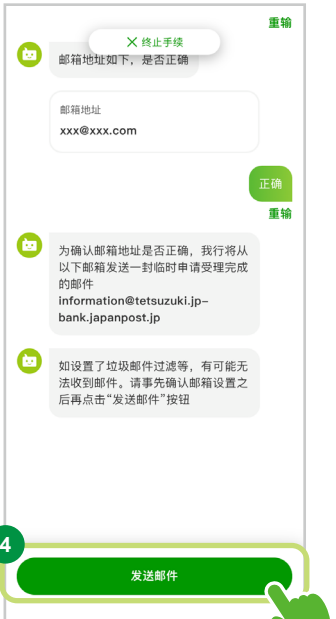 重输
终止手续
邮箱地址如下，是否正确
邮箱地址
xxx@xxx.com
正确
重输
为确认邮箱地址是否正确，我行将从
以下邮箱发送一封临时申请受理完成
的邮件
information@tetsuzuki.jp-
bank.japanpost.jp
如设置了垃圾邮件过滤等，有可能无
法收到邮件。请事先确认邮箱设置之
后再点击“发送邮件”按钮
4
发送邮件